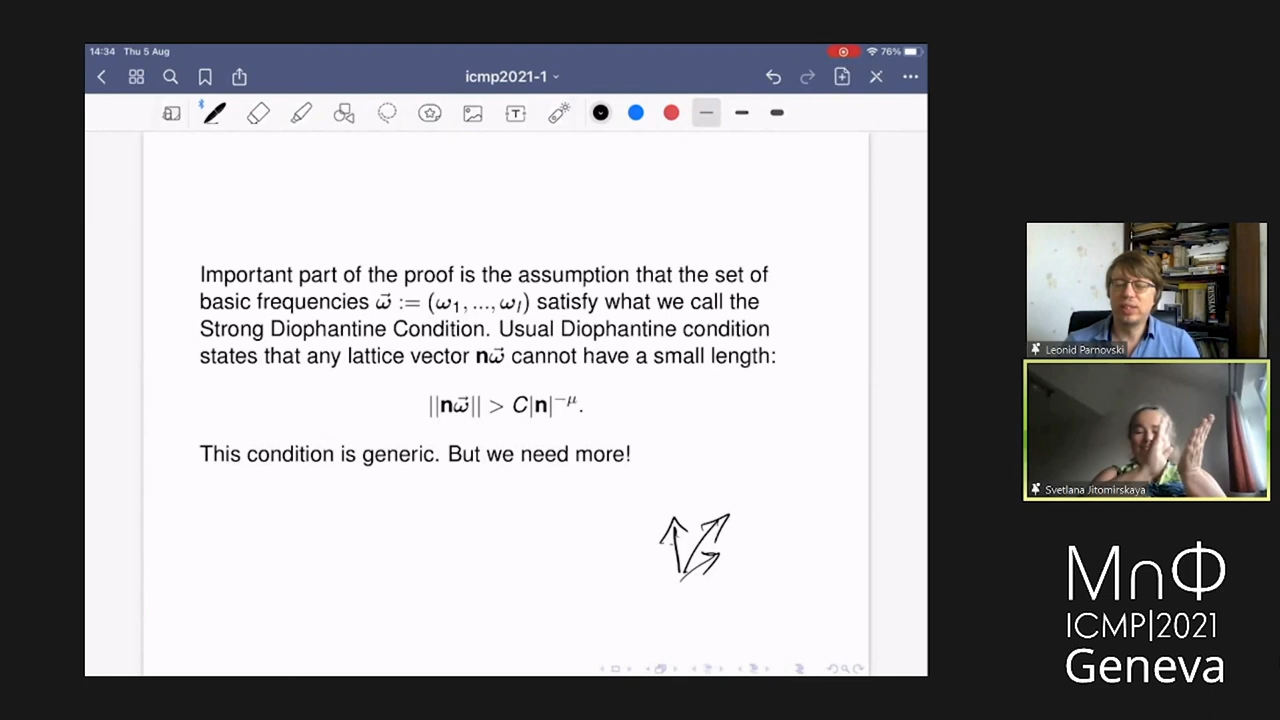 14:34 Thu 5 Aug
76%
icmp2021-1
T
Important part of the proof is the assumption that the set of
basic frequencies ω⃗ := (ω₁, ..., ωₗ) satisfy what we call the
Strong Diophantine Condition. Usual Diophantine condition
states that any lattice vector nω⃗ cannot have a small length:
||nω⃗|| > C|n|^{-μ}.
This condition is generic. But we need more!
Leonid Parnovski
Svetlana Jitomirskaya
M∩Φ
ICMP|2021
Geneva